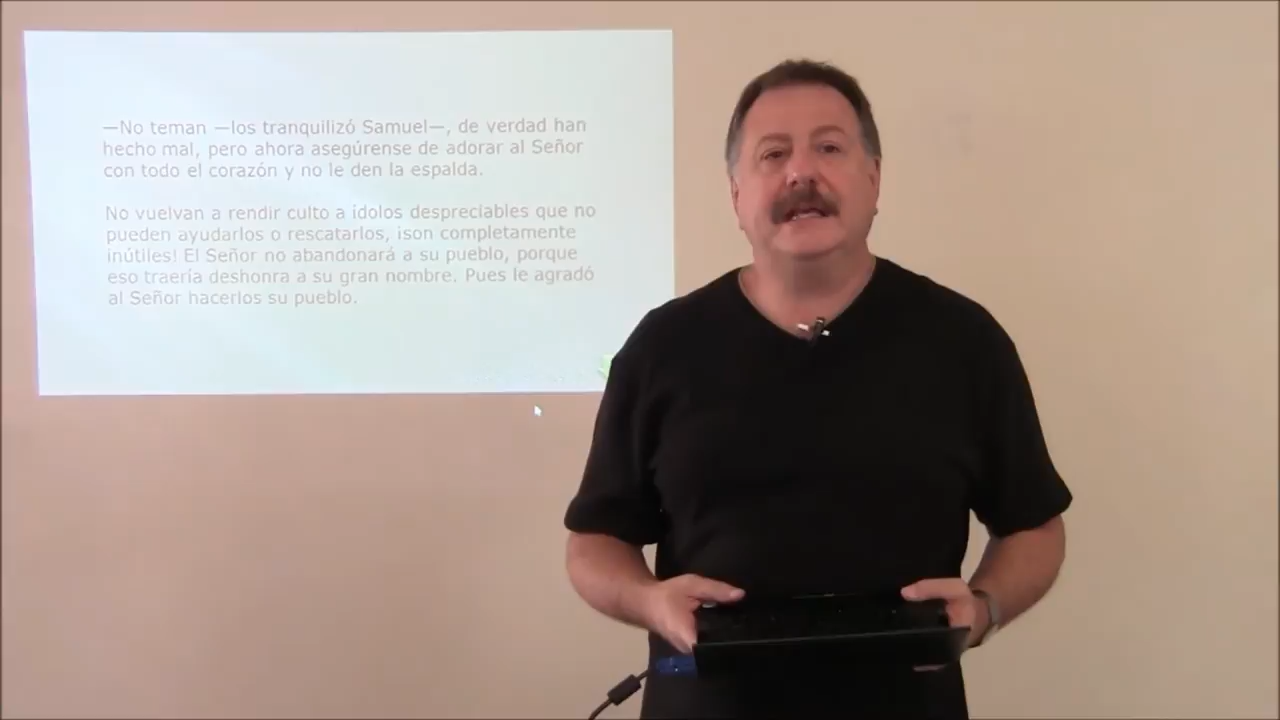 —No teman —los tranquilizó Samuel—, de verdad han
hecho mal, pero ahora asegúrense de adorar al Señor
con todo el corazón y no le den la espalda.
No vuelvan a rendir culto a ídolos despreciables que no
pueden ayudarlos o rescatarlos, ¡son completamente
inútiles! El Señor no abandonará a su pueblo, porque
eso traería deshonra a su gran nombre. Pues le agradó
al Señor hacerlos su pueblo.